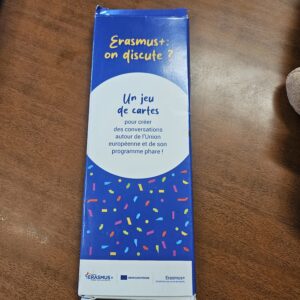 Erasmus+:
on discute ?
Un jeu
de cartes
pour créer
des conversations
autour de l'Union
européenne et de son
programme phare !
ERASMUS+
Erasmus+